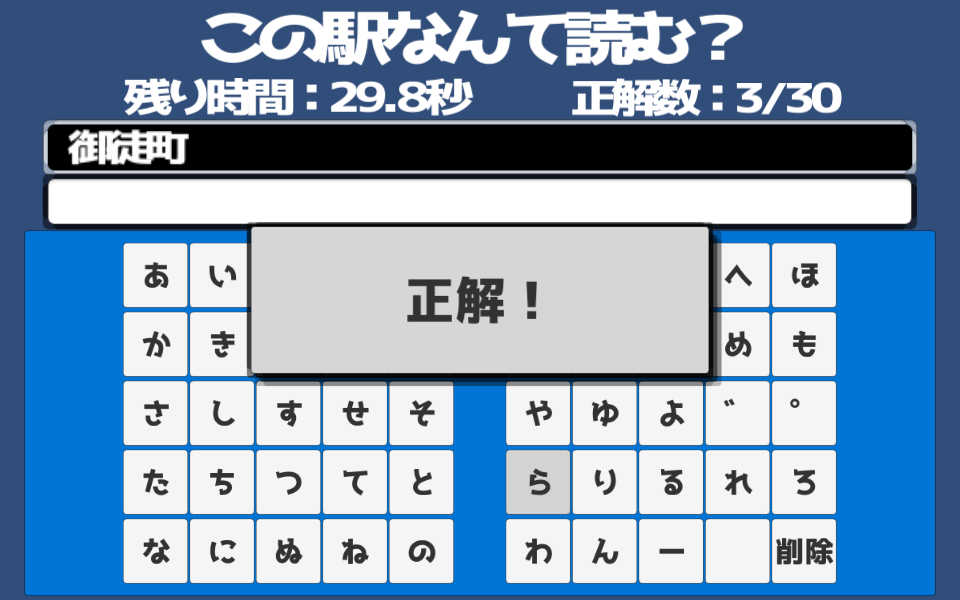 この駅なんて読む？
残り時間：29.8秒 正解数：3/30
御徒町
正解！
あ い へ ほ
か き め も
さ し す せ そ や ゆ よ ゛ ゜
た ち つ て と ら り る れ ろ
な に ぬ ね の わ ん ー 削除